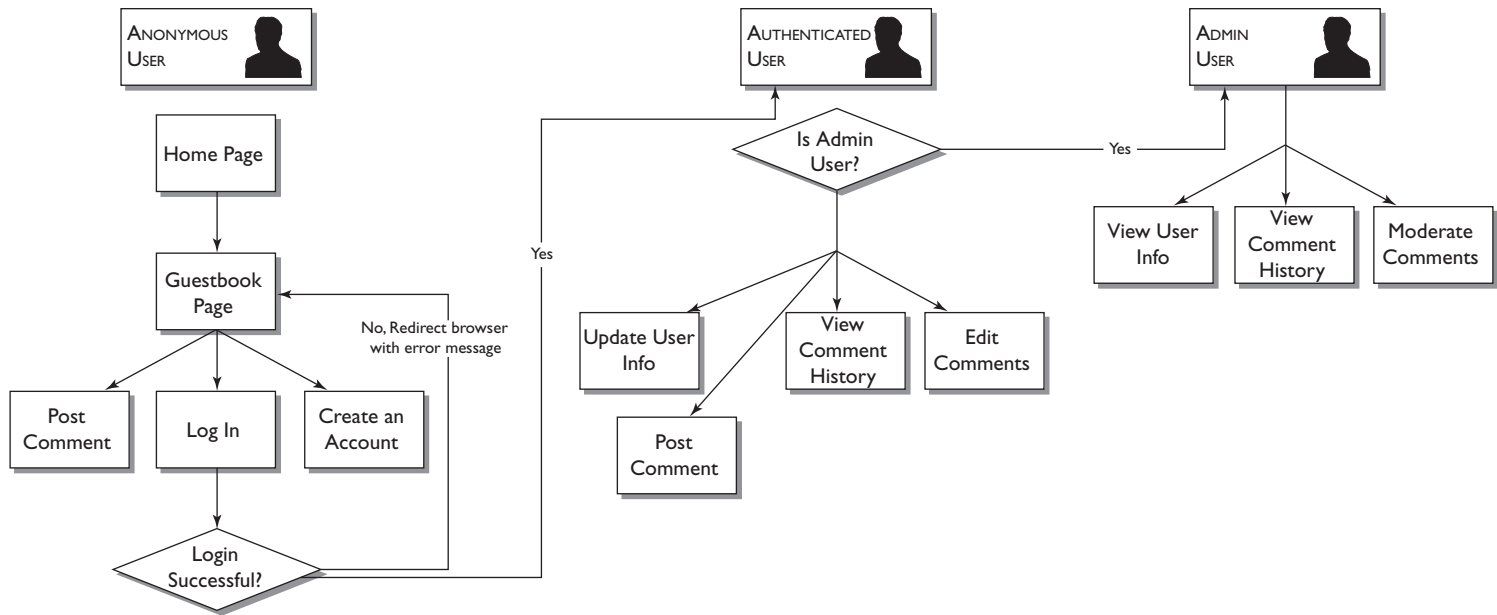 ANONYMOUS
USER
Home Page
Guestbook
Page
No, Redirect browser
with error message
Post
Comment
Log In
Create an
Account
Login
Successful?
Yes
AUTHENTICATED
USER
Is Admin
User?
Yes
Update User
Info
View
Comment
History
Edit
Comments
Post
Comment
ADMIN
USER
View User
Info
View
Comment
History
Moderate
Comments